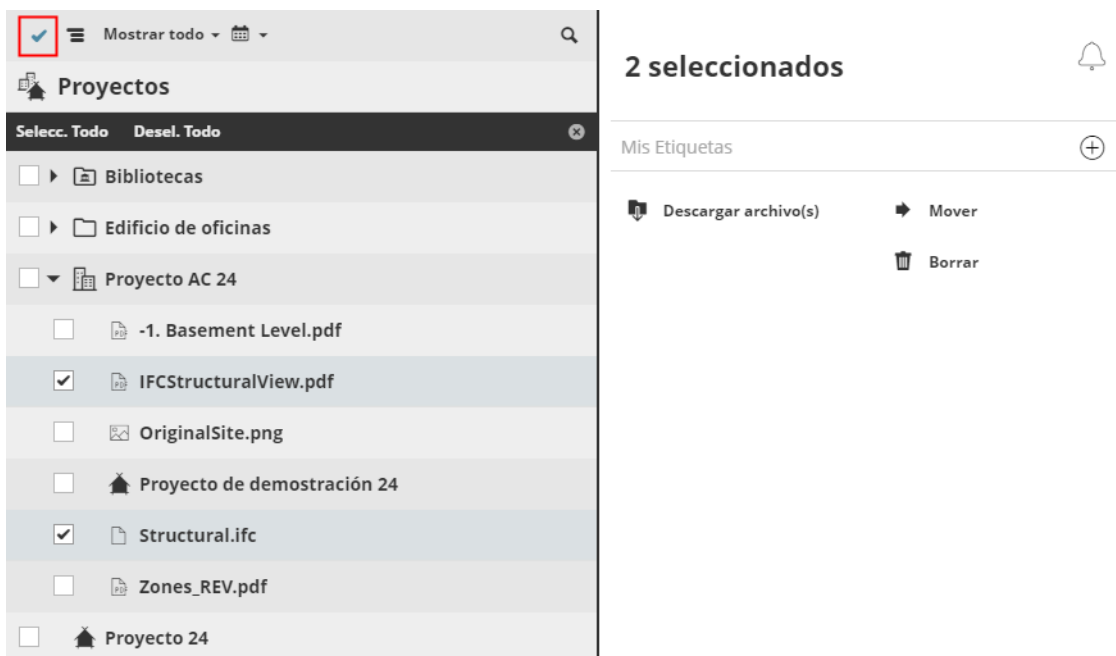 Mostrar todo
Proyectos
Selecc. Todo Desel. Todo
Bibliotecas
Edificio de oficinas
Proyecto AC 24
-1. Basement Level.pdf
IFCStructuralView.pdf
OriginalSite.png
Proyecto de demostración 24
Structural.ifc
Zones_REV.pdf
Proyecto 24
2 seleccionados
Mis Etiquetas
Descargar archivo(s) Mover
Borrar